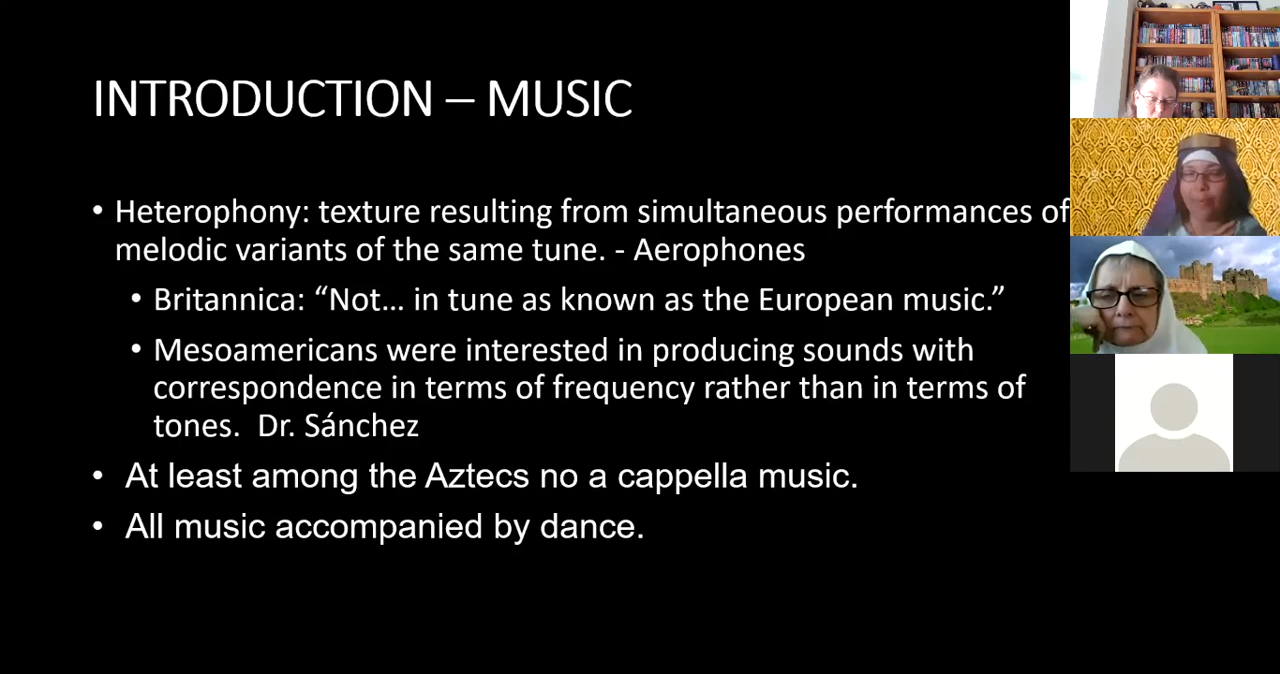 INTRODUCTION – MUSIC
• Heterophony: texture resulting from simultaneous performances of
melodic variants of the same tune. - Aerophones
• Britannica: “Not… in tune as known as the European music.”
• Mesoamericans were interested in producing sounds with
correspondence in terms of frequency rather than in terms of
tones.  Dr. Sánchez
• At least among the Aztecs no a cappella music.
• All music accompanied by dance.